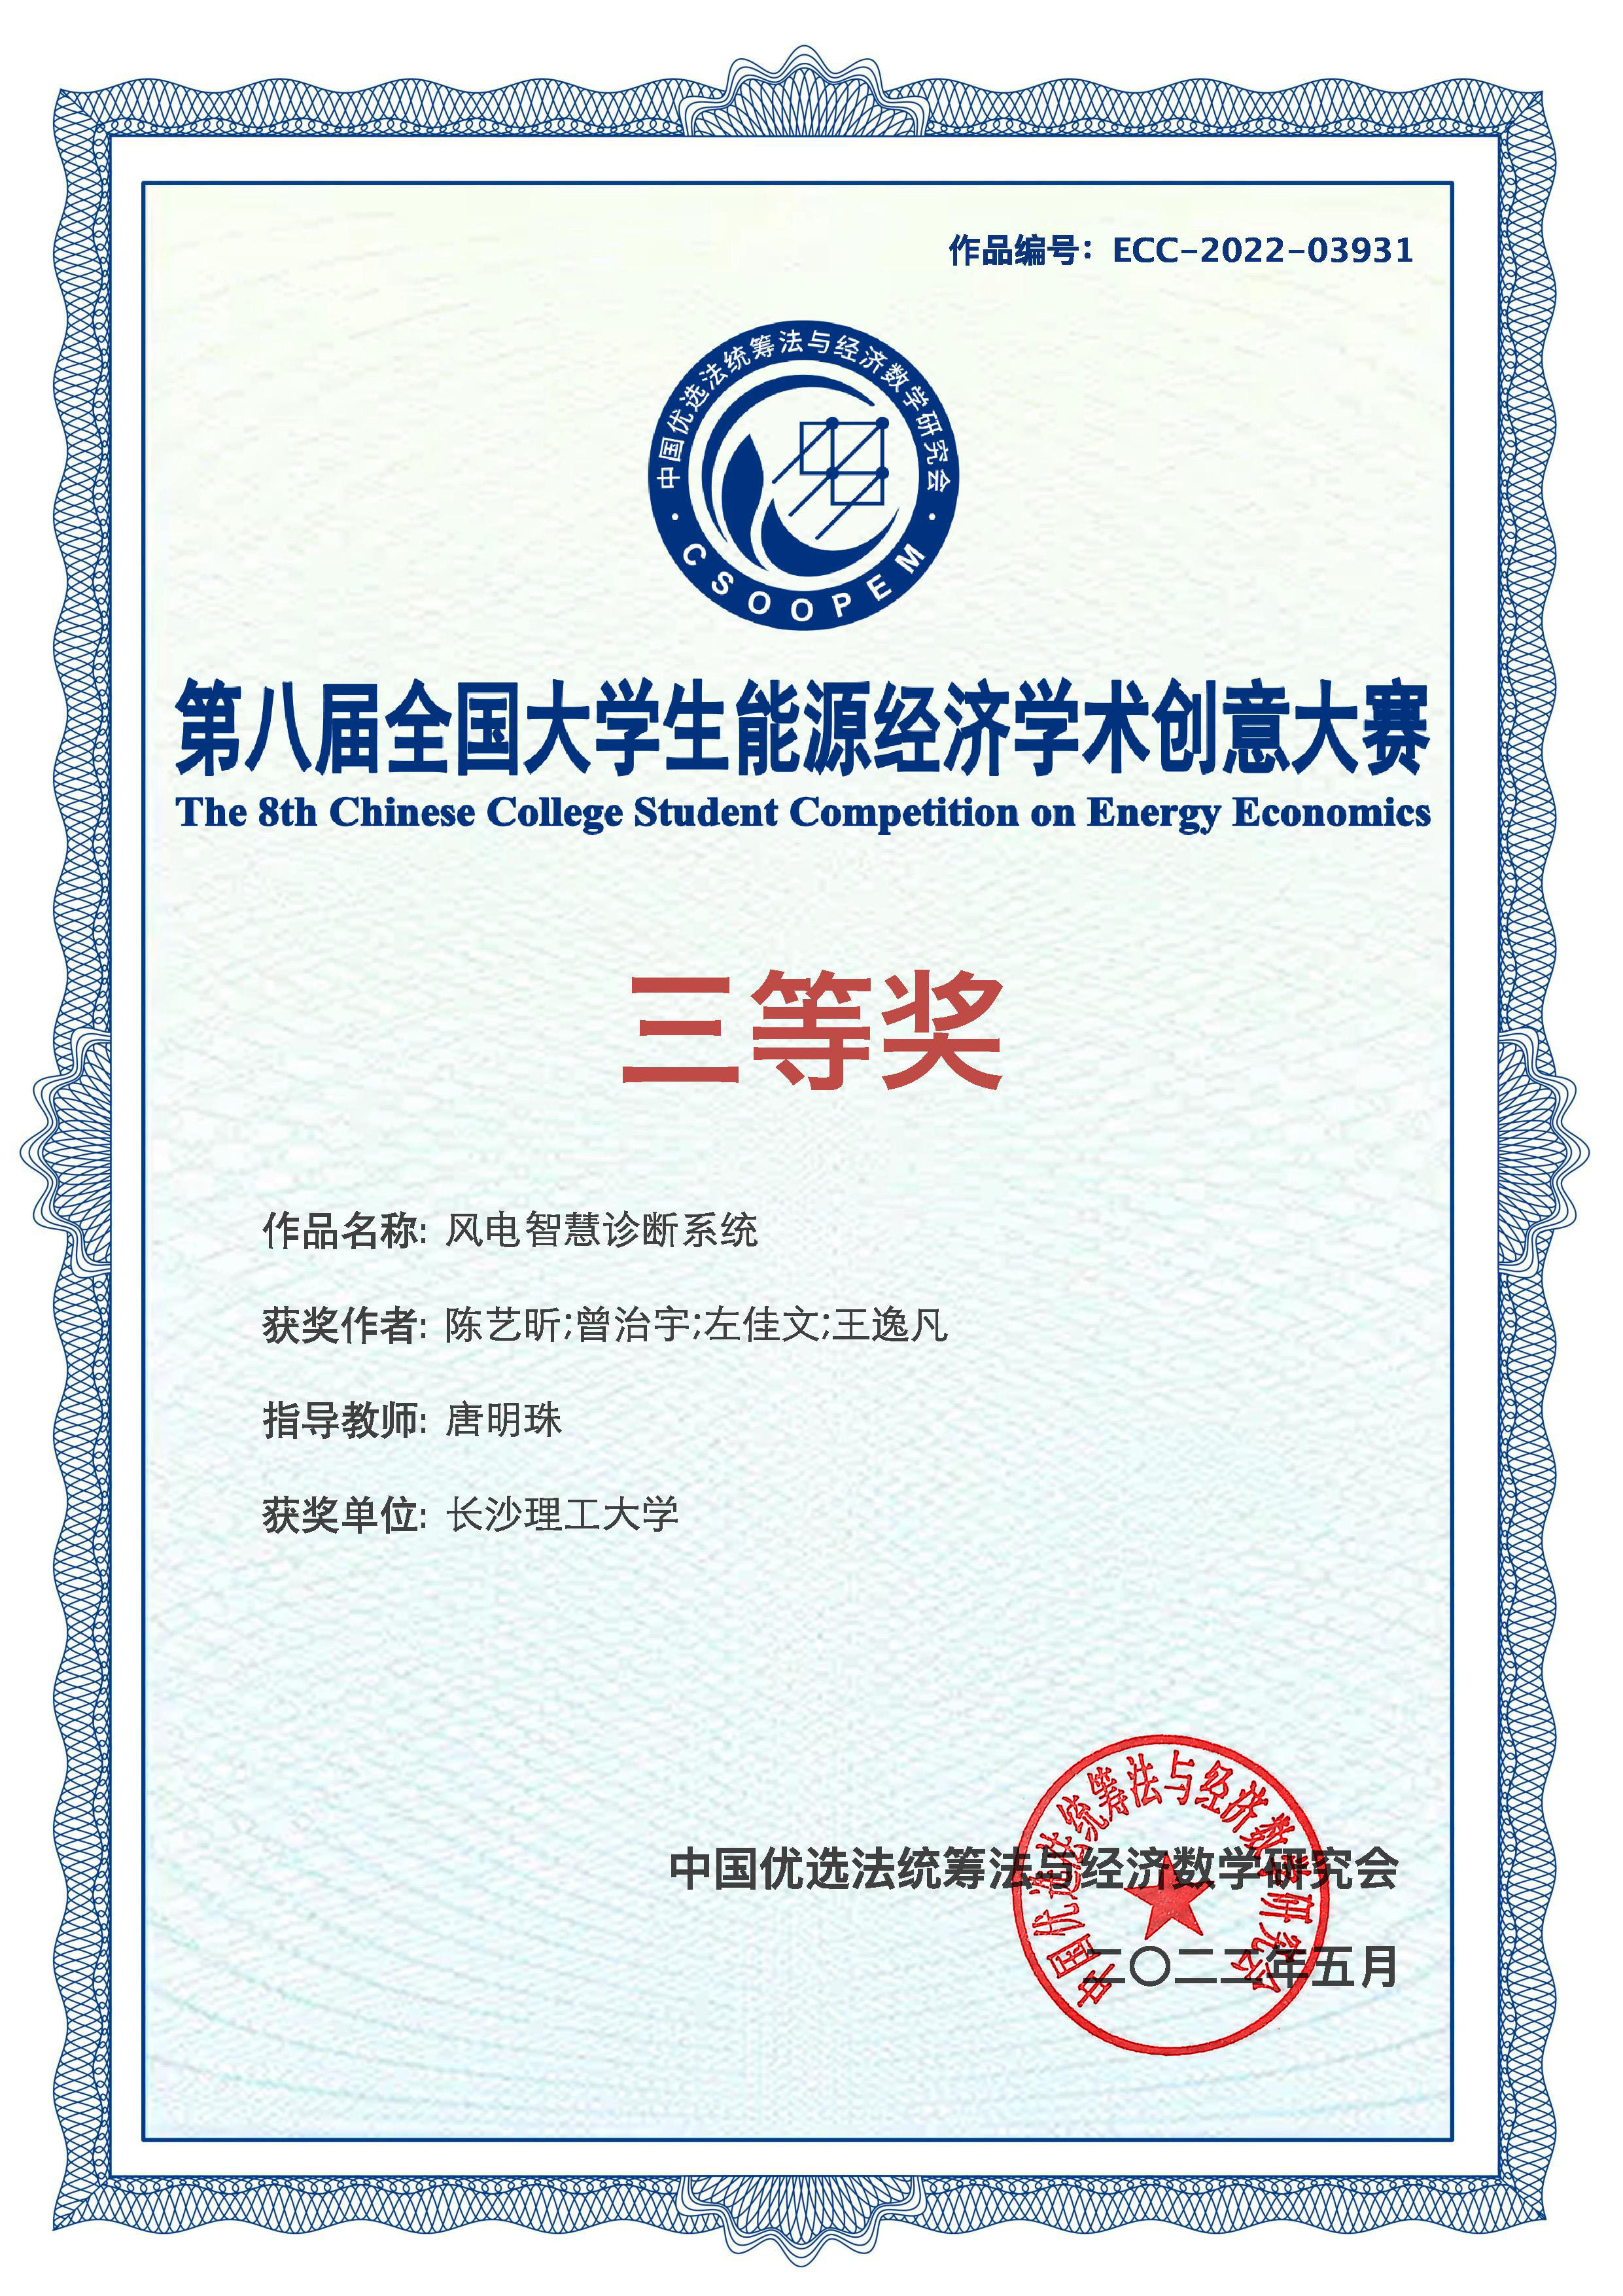 作品编号：ECC-2022-03931
中国优选法统筹法与经济数学研究会
CSOOPEM
第八届全国大学生能源经济学术创意大赛
The 8th Chinese College Student Competition on Energy Economics
三等奖
作品名称: 风电智慧诊断系统
获奖作者: 陈艺昕;曾治宇;左佳文;王逸凡
指导教师: 唐明珠
获奖单位: 长沙理工大学
中国优选法统筹法与经济数学研究会
二〇二二年五月
中国优选法统筹法与经济数学研究会